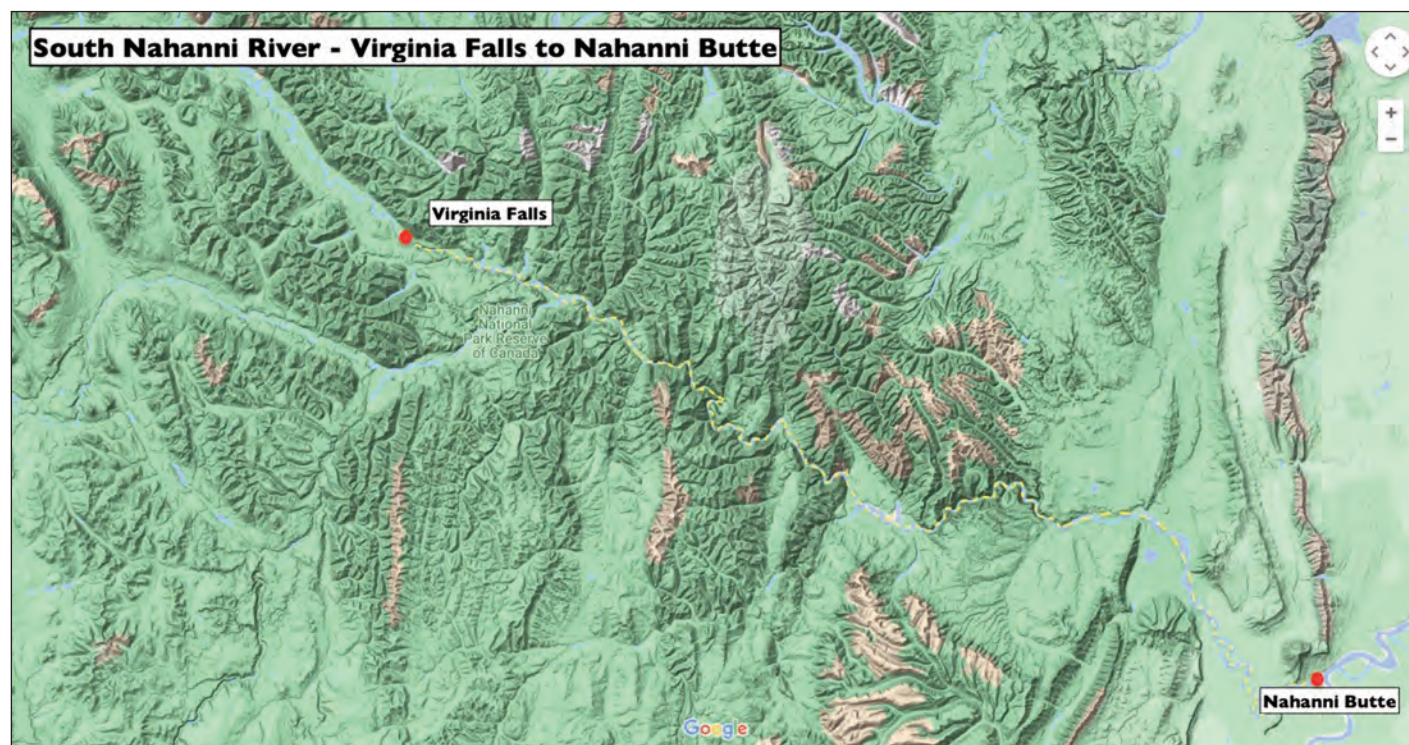 South Nahanni River - Virginia Falls to Nahanni Butte
+
−
Virginia Falls
Nahanni
National
Park Reserve
of Canada
Nahanni Butte
Google